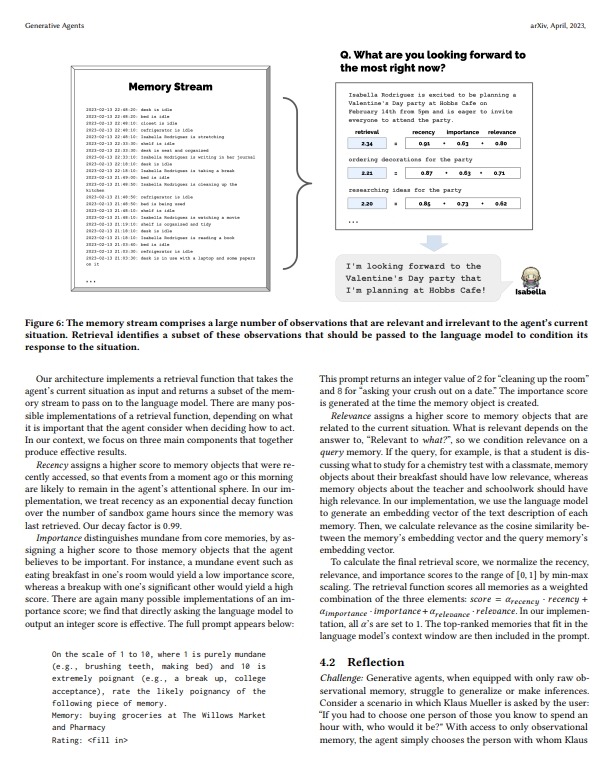 Generative Agents
arXiv, April, 2023,
Memory Stream
2023-02-13 22:48:20: desk is idle
2023-02-13 22:48:20: bed is idle
2023-02-13 22:48:10: closet is idle
2023-02-13 22:48:10: refrigerator is idle
2023-02-13 22:48:10: Isabella Rodriguez is stretching
2023-02-13 22:33:30: shelf is idle
2023-02-13 22:33:30: desk is neat and organized
2023-02-13 22:33:10: Isabella Rodriguez is writing in her journal
2023-02-13 22:18:10: desk is idle
2023-02-13 22:18:10: Isabella Rodriguez is taking a break
2023-02-13 21:49:00: bed is idle
2023-02-13 21:48:50: Isabella Rodriguez is cleaning up the
kitchen
2023-02-13 21:48:50: refrigerator is idle
2023-02-13 21:48:50: bed is being used
2023-02-13 21:48:10: shelf is idle
2023-02-13 21:48:10: Isabella Rodriguez is watching a movie
2023-02-13 21:19:10: shelf is organized and tidy
2023-02-13 21:18:10: desk is idle
2023-02-13 21:18:10: Isabella Rodriguez is reading a book
2023-02-13 21:03:40: bed is idle
2023-02-13 21:03:30: refrigerator is idle
2023-02-13 21:03:30: desk is in use with a laptop and some papers
on it
...
Q. What are you looking forward to
the most right now?
Isabella Rodriguez is excited to be planning a
Valentine's Day party at Hobbs Cafe on
February 14th from 5pm and is eager to invite
everyone to attend the party.
retrieval recency importance relevance
2.34 = 0.91 + 0.63 + 0.80
ordering decorations for the party
2.21 = 0.87 + 0.63 + 0.71
researching ideas for the party
2.20 = 0.85 + 0.73 + 0.62
...
I'm looking forward to the
Valentine's Day party that
I'm planning at Hobbs Cafe!
Isabella
Figure 6: The memory stream comprises a large number of observations that are relevant and irrelevant to the agent's current
situation. Retrieval identifies a subset of these observations that should be passed to the language model to condition its
response to the situation.
Our architecture implements a retrieval function that takes the
agent's current situation as input and returns a subset of the mem-
ory stream to pass on to the language model. There are many pos-
sible implementations of a retrieval function, depending on what
it is important that the agent consider when deciding how to act.
In our context, we focus on three main components that together
produce effective results.
Recency assigns a higher score to memory objects that were re-
cently accessed, so that events from a moment ago or this morning
are likely to remain in the agent's attentional sphere. In our im-
plementation, we treat recency as an exponential decay function
over the number of sandbox game hours since the memory was
last retrieved. Our decay factor is 0.99.
Importance distinguishes mundane from core memories, by as-
signing a higher score to those memory objects that the agent
believes to be important. For instance, a mundane event such as
eating breakfast in one's room would yield a low importance score,
whereas a breakup with one's significant other would yield a high
score. There are again many possible implementations of an im-
portance score; we find that directly asking the language model to
output an integer score is effective. The full prompt appears below:
On the scale of 1 to 10, where 1 is purely mundane
(e.g., brushing teeth, making bed) and 10 is
extremely poignant (e.g., a break up, college
acceptance), rate the likely poignancy of the
following piece of memory.
Memory: buying groceries at The Willows Market
and Pharmacy
Rating: <fill in>
This prompt returns an integer value of 2 for "cleaning up the room"
and 8 for "asking your crush out on a date." The importance score
is generated at the time the memory object is created.
Relevance assigns a higher score to memory objects that are
related to the current situation. What is relevant depends on the
answer to, "Relevant to what?", so we condition relevance on a
query memory. If the query, for example, is that a student is dis-
cussing what to study for a chemistry test with a classmate, memory
objects about their breakfast should have low relevance, whereas
memory objects about the teacher and schoolwork should have
high relevance. In our implementation, we use the language model
to generate an embedding vector of the text description of each
memory. Then, we calculate relevance as the cosine similarity be-
tween the memory's embedding vector and the query memory's
embedding vector.
To calculate the final retrieval score, we normalize the recency,
relevance, and importance scores to the range of [0, 1] by min-max
scaling. The retrieval function scores all memories as a weighted
combination of the three elements: score = α_recency · recency +
α_importance · importance + α_relevance · relevance. In our implemen-
tation, all α's are set to 1. The top-ranked memories that fit in the
language model's context window are then included in the prompt.
4.2 Reflection
Challenge: Generative agents, when equipped with only raw ob-
servational memory, struggle to generalize or make inferences.
Consider a scenario in which Klaus Mueller is asked by the user:
"If you had to choose one person of those you know to spend an
hour with, who would it be?" With access to only observational
memory, the agent simply chooses the person with whom Klaus